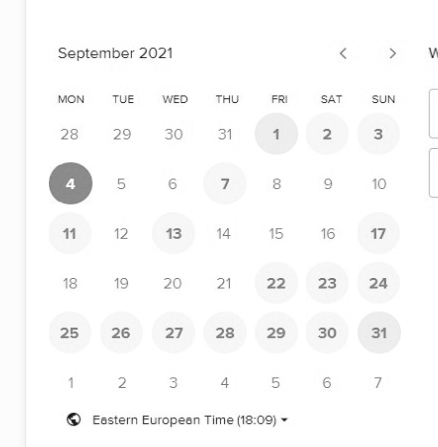 September 2021
MON TUE WED THU FRI SAT SUN
28 29 30 31 1 2 3
4 5 6 7 8 9 10
11 12 13 14 15 16 17
18 19 20 21 22 23 24
25 26 27 28 29 30 31
1 2 3 4 5 6 7
Eastern European Time (18:09)